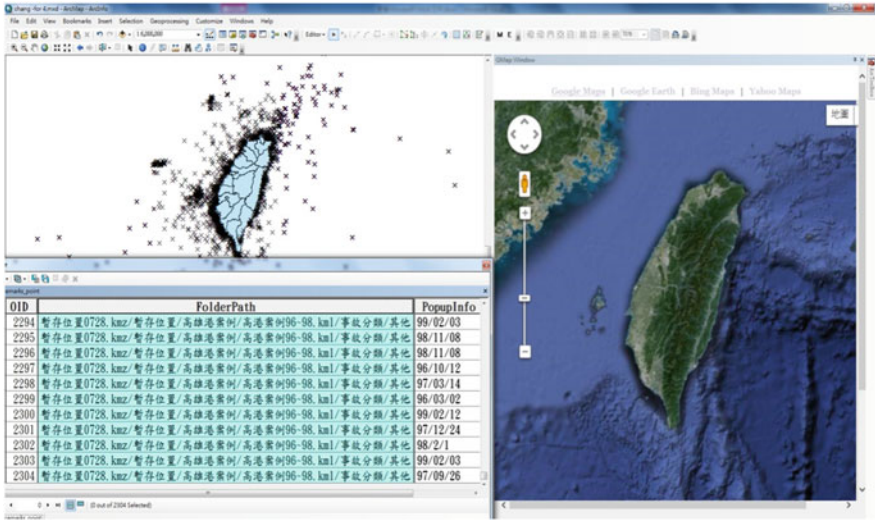 chang -for 4.mxd - ArcMap - ArcInfo
File Edit View Bookmarks Insert Selection Geoprocessing Customize Windows Help
Editor
GMap Window
Google Maps | Google Earth | Bing Maps | Yahoo Maps
地圖
ArcToolbox
OID FolderPath PopupInfo
2294 暫存位置0728.kmz/暫存位置/高雄港案例/高港案例96~98.kml/事故分類/其他 99/02/03
2295 暫存位置0728.kmz/暫存位置/高雄港案例/高港案例96~98.kml/事故分類/其他 98/11/08
2296 暫存位置0728.kmz/暫存位置/高雄港案例/高港案例96~98.kml/事故分類/其他 98/11/08
2297 暫存位置0728.kmz/暫存位置/高雄港案例/高港案例96~98.kml/事故分類/其他 96/10/12
2298 暫存位置0728.kmz/暫存位置/高雄港案例/高港案例96~98.kml/事故分類/其他 97/03/14
2299 暫存位置0728.kmz/暫存位置/高雄港案例/高港案例96~98.kml/事故分類/其他 96/03/02
2300 暫存位置0728.kmz/暫存位置/高雄港案例/高港案例96~98.kml/事故分類/其他 99/02/12
2301 暫存位置0728.kmz/暫存位置/高雄港案例/高港案例96~98.kml/事故分類/其他 97/12/24
2302 暫存位置0728.kmz/暫存位置/高雄港案例/高港案例96~98.kml/事故分類/其他 98/2/1
2303 暫存位置0728.kmz/暫存位置/高雄港案例/高港案例96~98.kml/事故分類/其他 99/02/03
2304 暫存位置0728.kmz/暫存位置/高雄港案例/高港案例96~98.kml/事故分類/其他 97/09/26
0 (0 out of 2304 Selected)